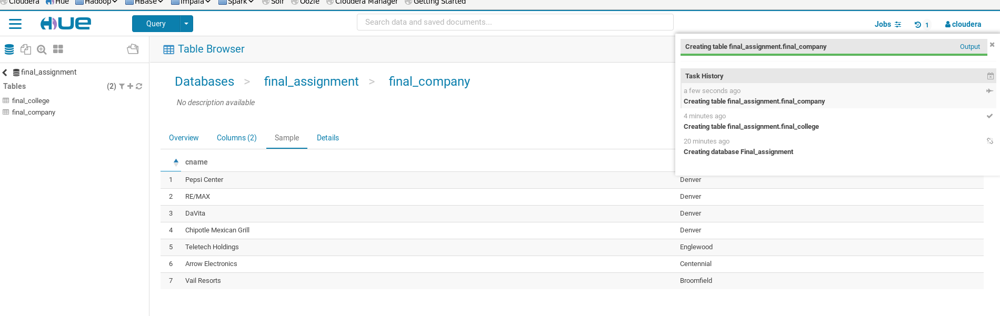 Cloudera Hue Hadoop HBase Impala Spark Solr Oozie Cloudera Manager Getting Started
HUE Query Search data and saved documents... Jobs 1 cloudera
Table Browser
final_assignment
Tables (2)
final_college
final_company
Databases > final_assignment > final_company
No description available
Overview Columns (2) Sample Details
cname
1 Pepsi Center Denver
2 RE/MAX Denver
3 DaVita Denver
4 Chipotle Mexican Grill Denver
5 Teletech Holdings Englewood
6 Arrow Electronics Centennial
7 Vail Resorts Broomfield
Creating table final_assignment.final_company Output
Task History
a few seconds ago
Creating table final_assignment.final_company
4 minutes ago
Creating table final_assignment.final_college
20 minutes ago
Creating database Final_assignment